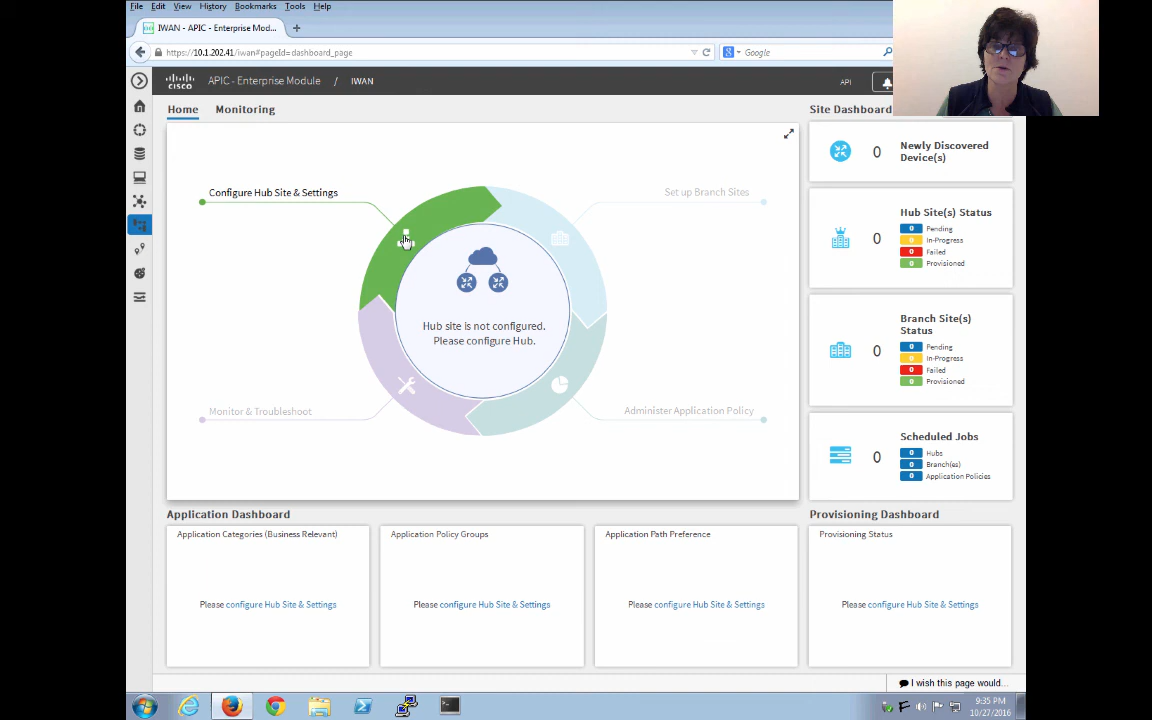 File Edit View History Bookmarks Tools Help
IWAN - APIC - Enterprise Mod...
https://10.1.202.41/iwan#pageId=dashboard_page
Google
CISCO APIC - Enterprise Module / IWAN
API
Home Monitoring
Site Dashboard
Configure Hub Site & Settings
Set up Branch Sites
Hub site is not configured.
Please configure Hub.
Monitor & Troubleshoot
Administer Application Policy
0 Newly Discovered
Device(s)
0 Hub Site(s) Status
0 Pending
0 In-Progress
0 Failed
0 Provisioned
0 Branch Site(s)
Status
0 Pending
0 In-Progress
0 Failed
0 Provisioned
0 Scheduled Jobs
0 Hubs
0 Branch(es)
0 Application Policies
Application Dashboard
Provisioning Dashboard
Application Categories (Business Relevant)
Please configure Hub Site & Settings
Application Policy Groups
Please configure Hub Site & Settings
Application Path Preference
Please configure Hub Site & Settings
Provisioning Status
Please configure Hub Site & Settings
I wish this page would...
9:35 PM
10/27/2016